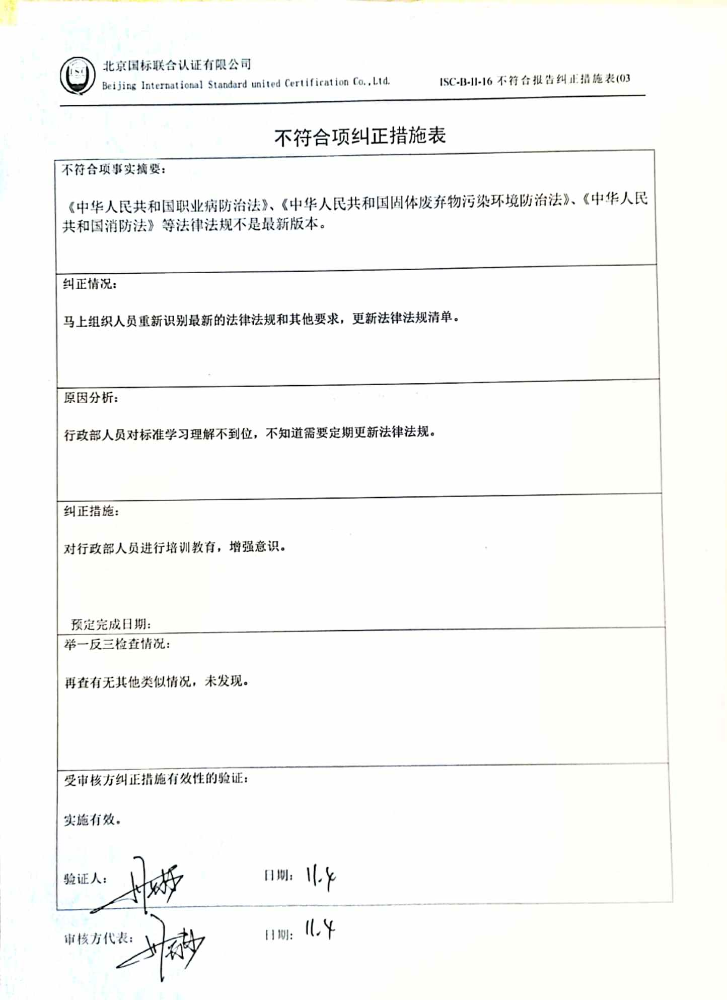 ISC
北京国标联合认证有限公司
Beijing International Standard united Certification Co.,Ltd.
ISC-B-II-16 不符合报告纠正措施表(03
不符合项纠正措施表
不符合项事实摘要:
《中华人民共和国职业病防治法》、《中华人民共和国固体废弃物污染环境防治法》、《中华人民
共和国消防法》等法律法规不是最新版本。
纠正情况:
马上组织人员重新识别最新的法律法规和其他要求，更新法律法规清单。
原因分析:
行政部人员对标准学习理解不到位，不知道需要定期更新法律法规。
纠正措施:
对行政部人员进行培训教育，增强意识。
预定完成日期:
举一反三检查情况:
再查有无其他类似情况，未发现。
受审核方纠正措施有效性的验证:
实施有效。
验证人: 日期: 11.4
审核方代表: 日期: 11.4